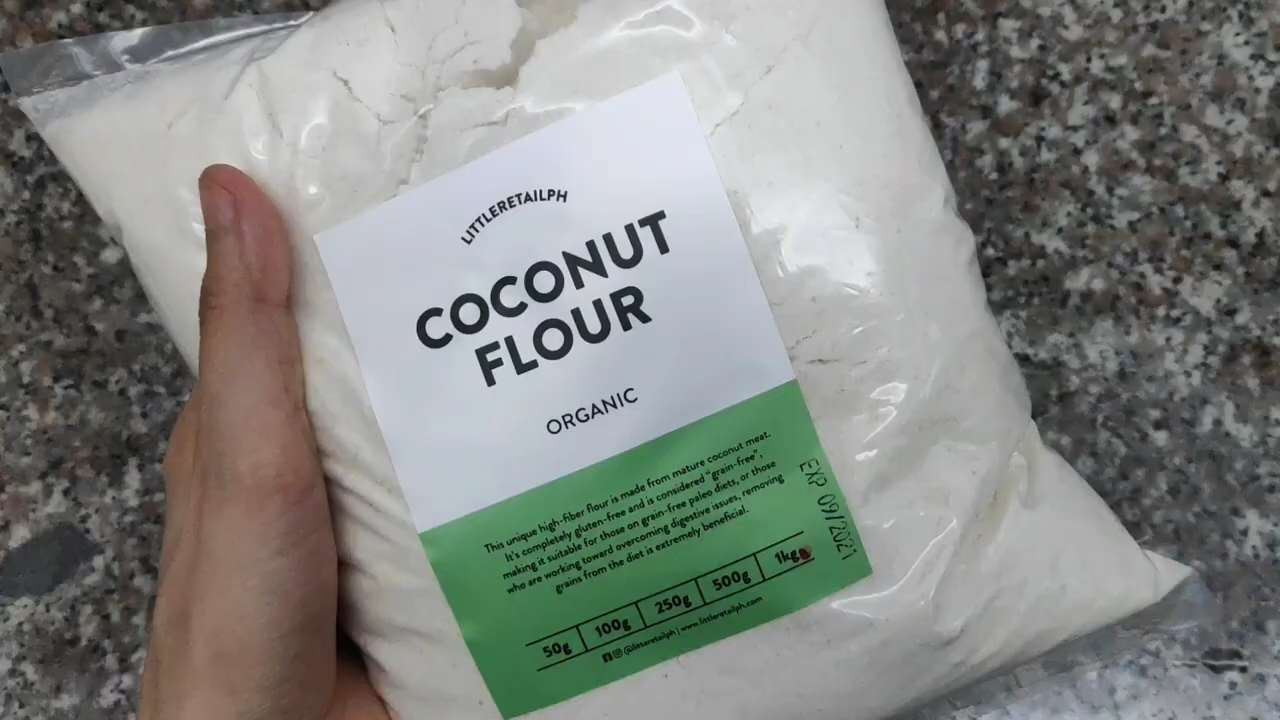 LITTLERETAILPH
COCONUT
FLOUR
ORGANIC
This unique high-fiber flour is made from mature coconut meat.
It's completely gluten-free and is considered "grain-free",
making it suitable for those on grain-free paleo diets, or those
who are working toward overcoming digestive issues, removing
grains from the diet is extremely beneficial.
EXP 09/2021
50g 100g 250g 500g 1kg
@littleretailph | www.littleretailph.com